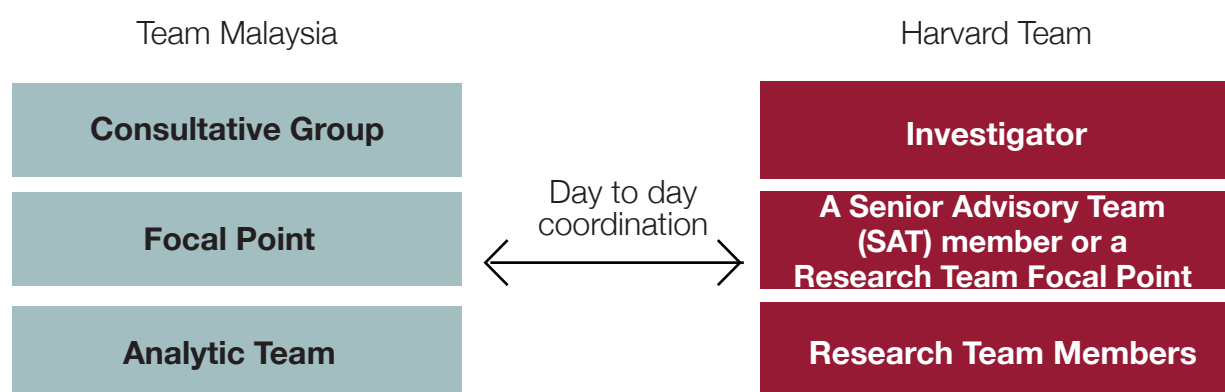 Team Malaysia
Harvard Team
Consultative Group
Investigator
Focal Point
Day to day
coordination
A Senior Advisory Team
(SAT) member or a
Research Team Focal Point
Analytic Team
Research Team Members